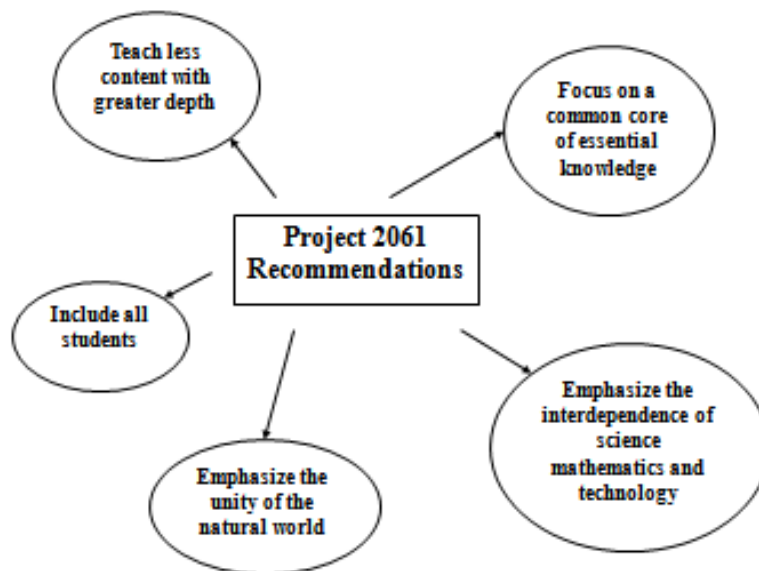 Teach less
content with
greater depth
Focus on a
common core
of essential
knowledge
Project 2061
Recommendations
Include all
students
Emphasize the
interdependence of
science
mathematics and
technology
Emphasize the
unity of the
natural world